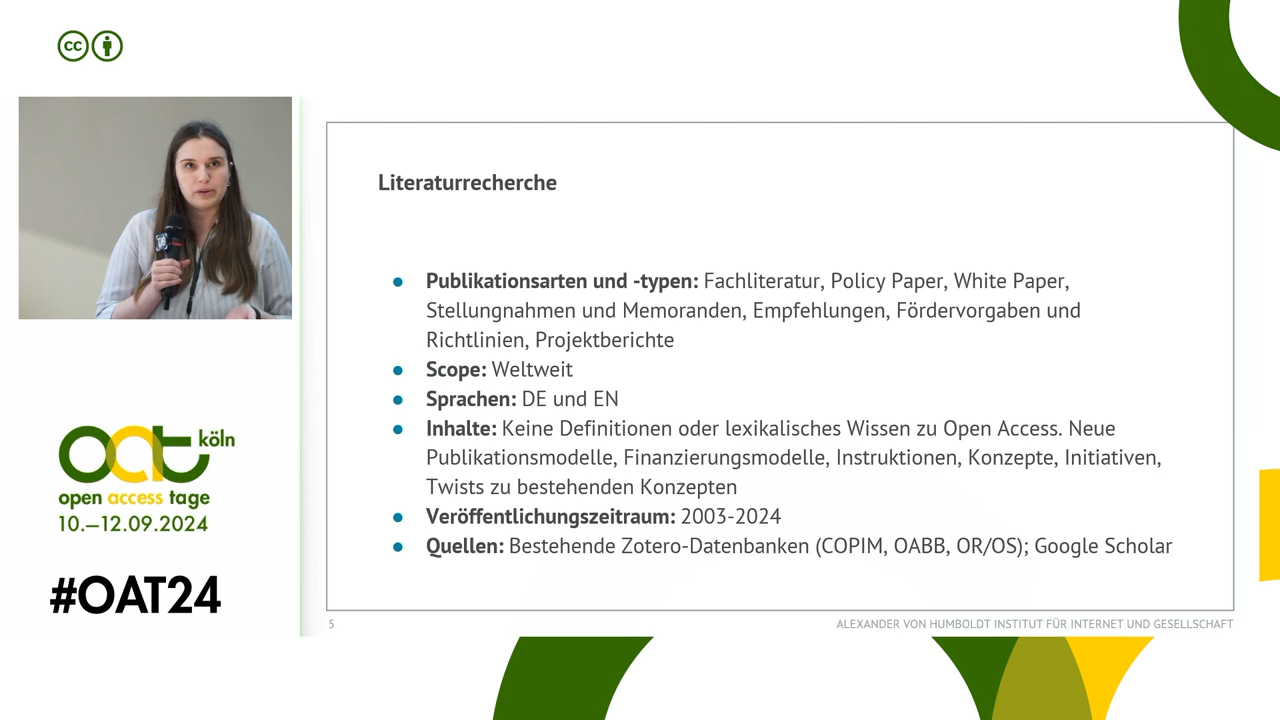 cc
Literaturrecherche
● Publikationsarten und -typen: Fachliteratur, Policy Paper, White Paper,
Stellungnahmen und Memoranden, Empfehlungen, Fördervorgaben und
Richtlinien, Projektberichte
● Scope: Weltweit
● Sprachen: DE und EN
● Inhalte: Keine Definitionen oder lexikalisches Wissen zu Open Access. Neue
Publikationsmodelle, Finanzierungsmodelle, Instruktionen, Konzepte, Initiativen,
Twists zu bestehenden Konzepten
● Veröffentlichungszeitraum: 2003-2024
● Quellen: Bestehende Zotero-Datenbanken (COPIM, OABB, OR/OS); Google Scholar
5
ALEXANDER VON HUMBOLDT INSTITUT FÜR INTERNET UND GESELLSCHAFT
oat köln
open access tage
10.–12.09.2024
#OAT24